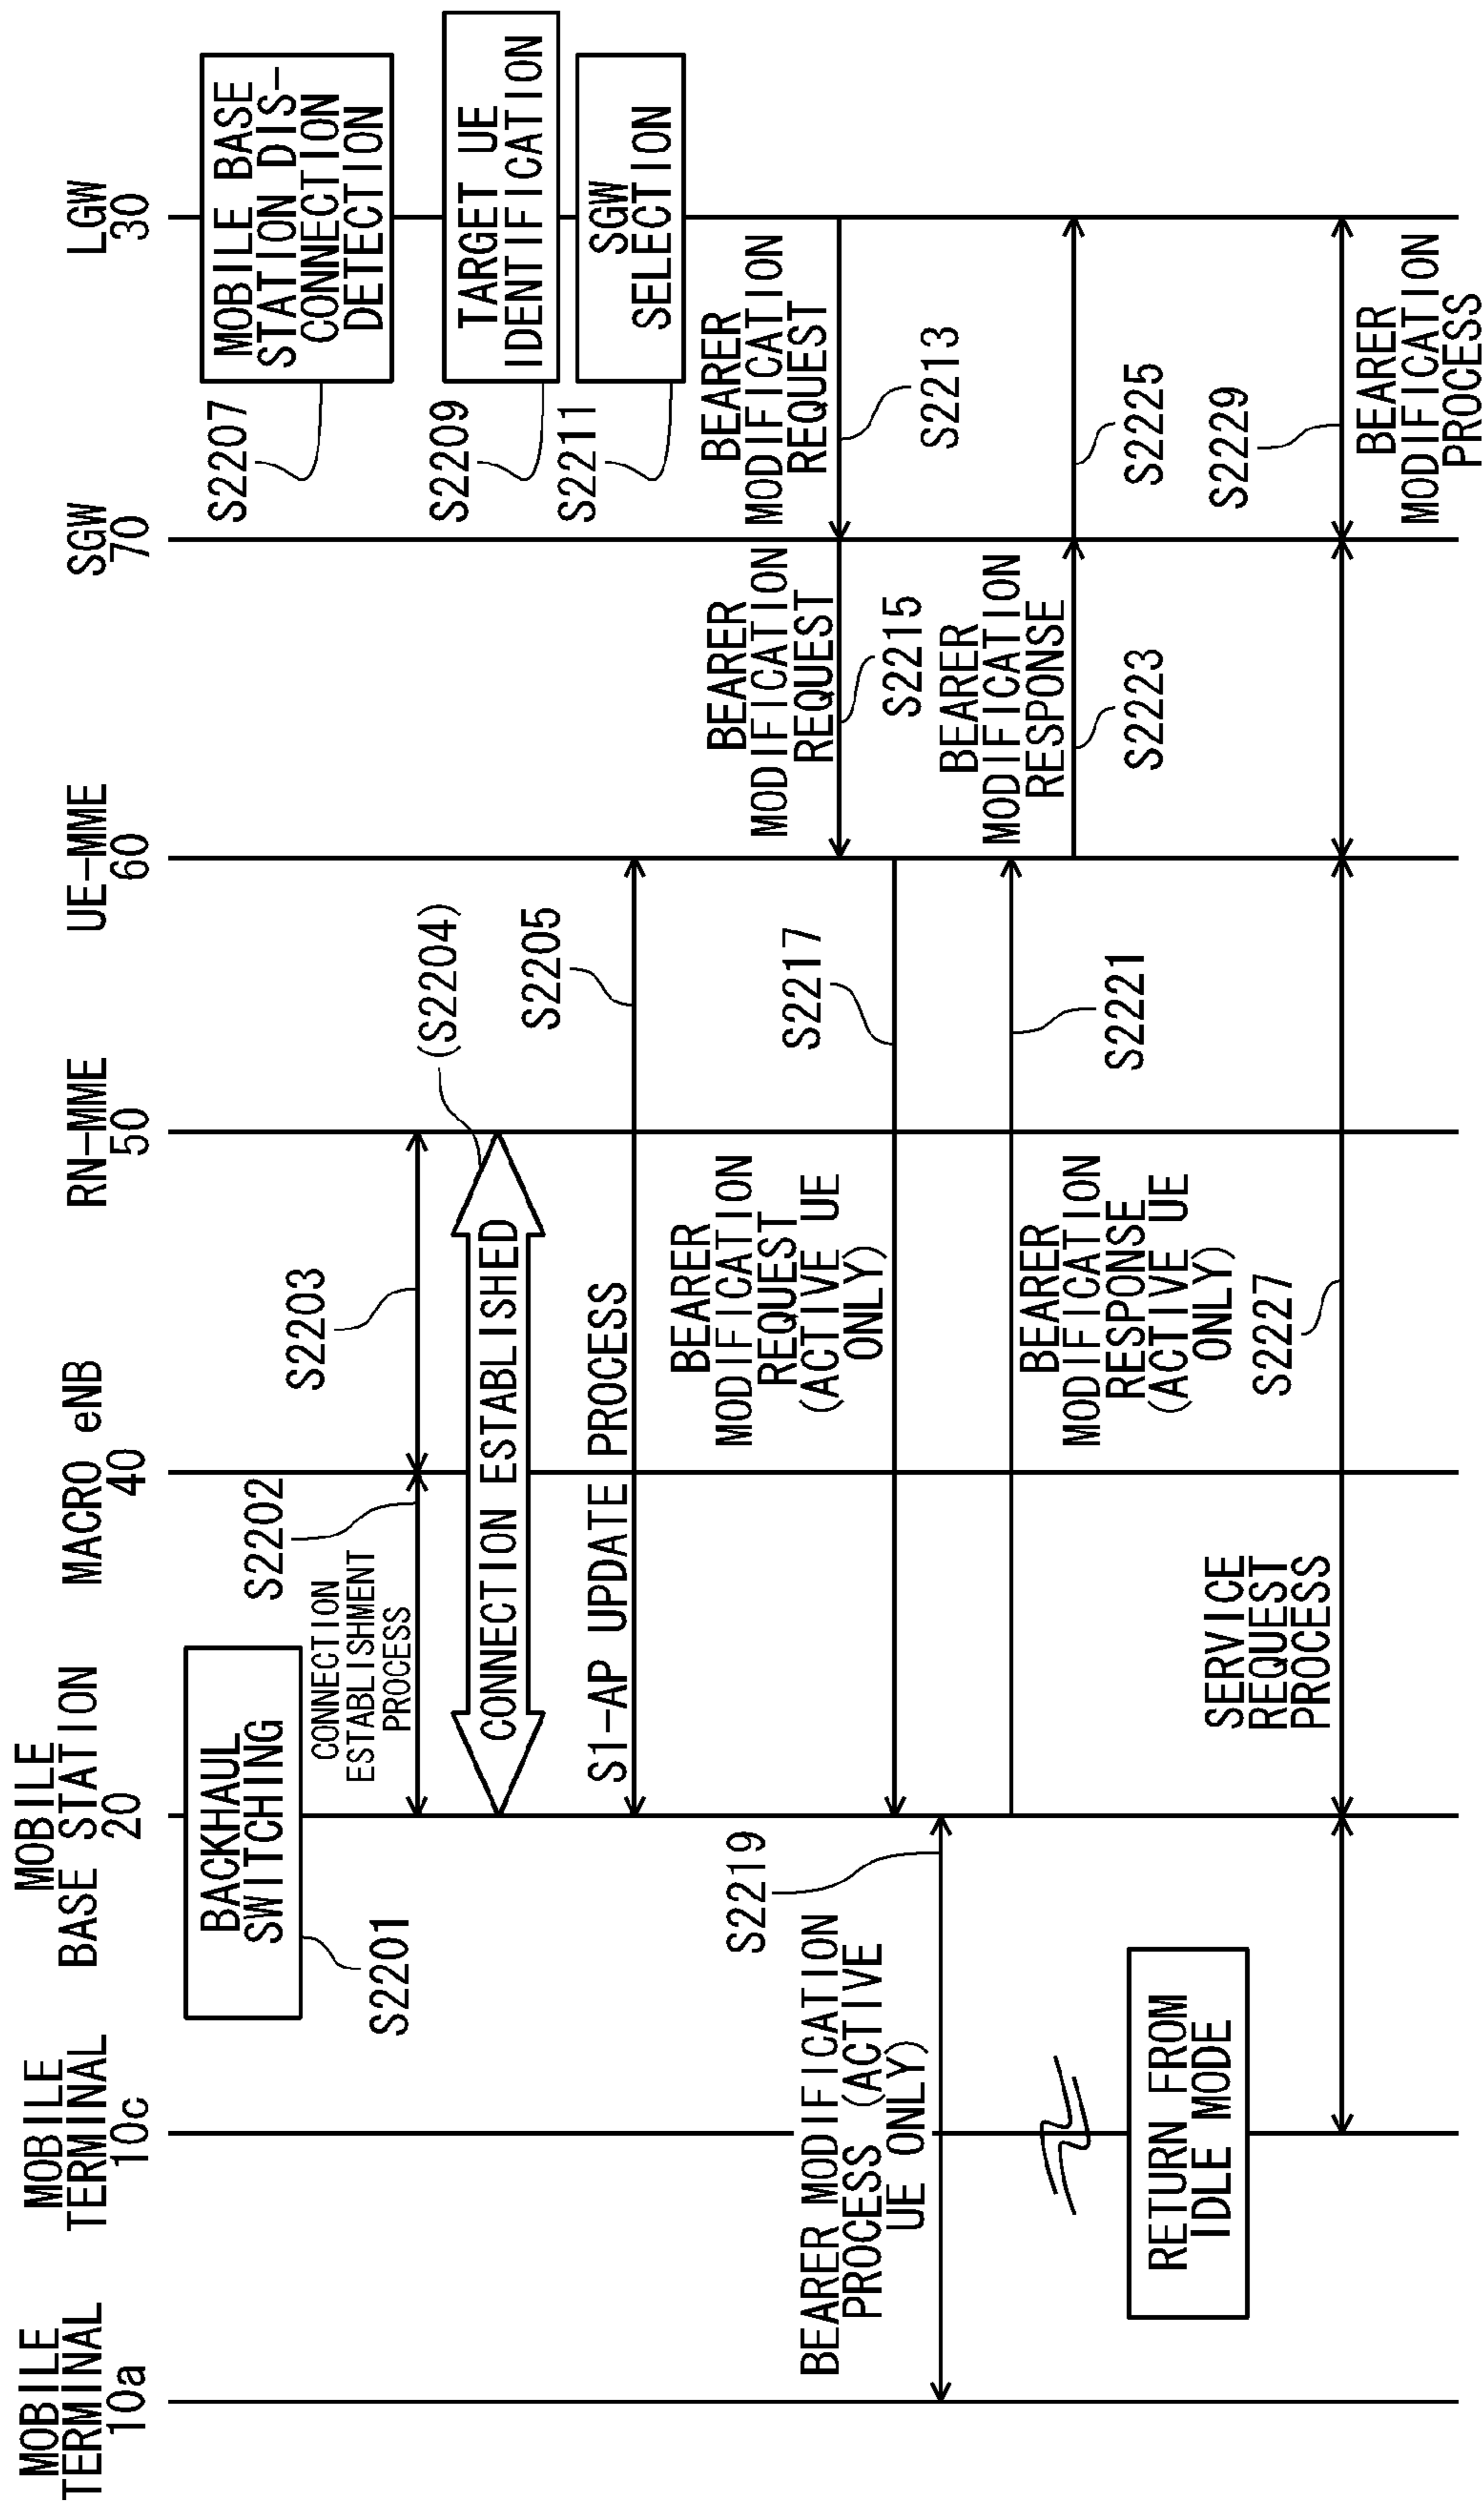 MOBILE
TERMINAL
10a
MOBILE
TERMINAL
10c
MOBILE
BASE STATION
20
MACRO eNB
40
RN-MME
50
UE-MME
60
SGW
70
LGW
30
BACKHAUL
SWITCHING
S2201
S2202
CONNECTION
ESTABLISHMENT
PROCESS
S2203
(S2204)
CONNECTION ESTABLISHED
S1-AP UPDATE PROCESS
S2205
MOBILE BASE
STATION DIS-
CONNECTION
DETECTION
S2207
TARGET UE
IDENTIFICATION
S2209
SGW
SELECTION
S2211
BEARER
MODIFICATION
REQUEST
S2213
BEARER
MODIFICATION
REQUEST
S2215
BEARER
MODIFICATION
REQUEST
(ACTIVE UE
ONLY)
S2217
S2219
BEARER MODIFICATION
PROCESS (ACTIVE
UE ONLY)
S2221
BEARER
MODIFICATION
RESPONSE
(ACTIVE UE
ONLY)
BEARER
MODIFICATION
RESPONSE
S2223
S2225
RETURN FROM
IDLE MODE
SERVICE
REQUEST
PROCESS
S2227
S2229
BEARER
MODIFICATION
PROCESS